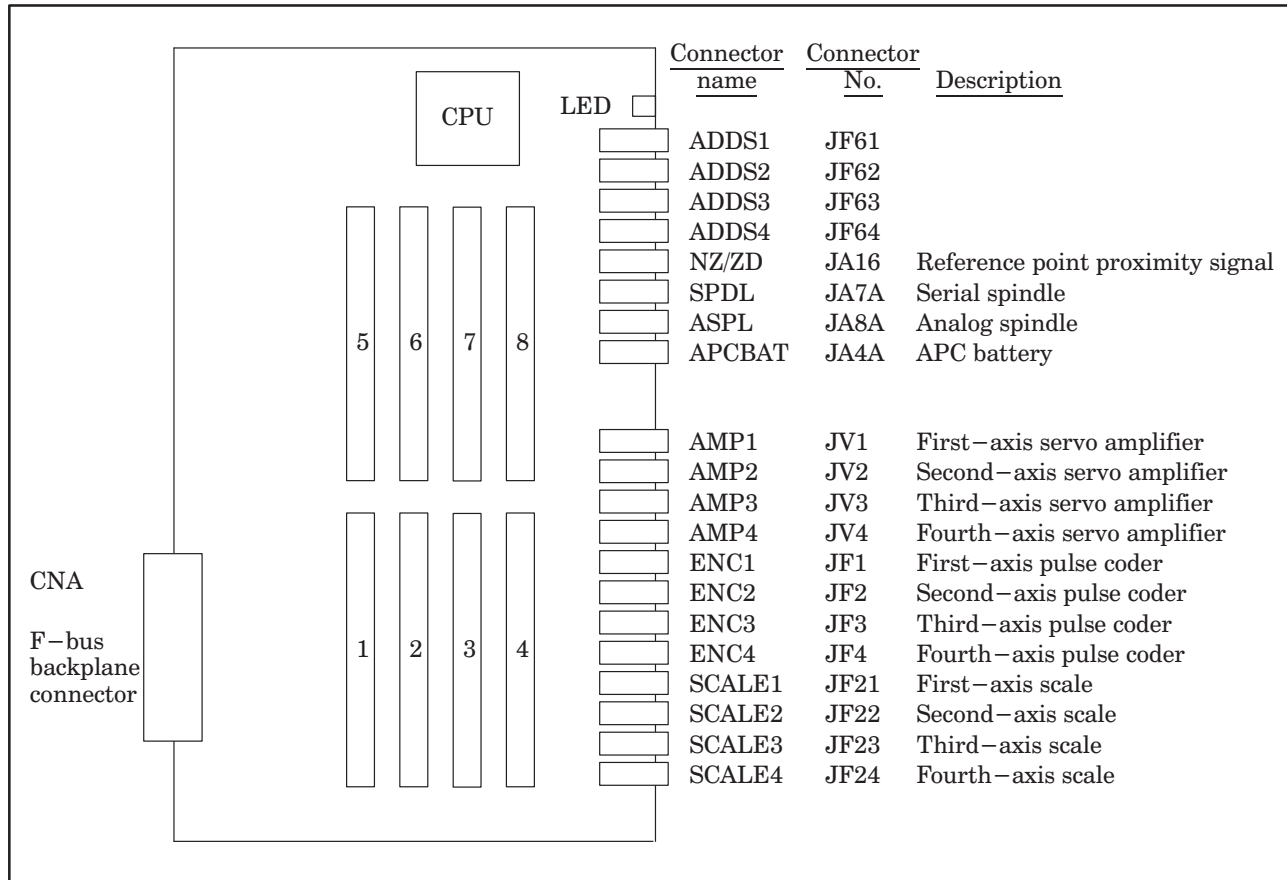 Connector Connector
name No. Description
CPU
LED
ADDS1 JF61
ADDS2 JF62
ADDS3 JF63
ADDS4 JF64
NZ/ZD JA16 Reference point proximity signal
SPDL JA7A Serial spindle
ASPL JA8A Analog spindle
APCBAT JA4A APC battery
5 6 7 8
AMP1 JV1 First−axis servo amplifier
AMP2 JV2 Second−axis servo amplifier
AMP3 JV3 Third−axis servo amplifier
AMP4 JV4 Fourth−axis servo amplifier
ENC1 JF1 First−axis pulse coder
ENC2 JF2 Second−axis pulse coder
ENC3 JF3 Third−axis pulse coder
ENC4 JF4 Fourth−axis pulse coder
SCALE1 JF21 First−axis scale
SCALE2 JF22 Second−axis scale
SCALE3 JF23 Third−axis scale
SCALE4 JF24 Fourth−axis scale
1 2 3 4
CNA
F−bus
backplane
connector